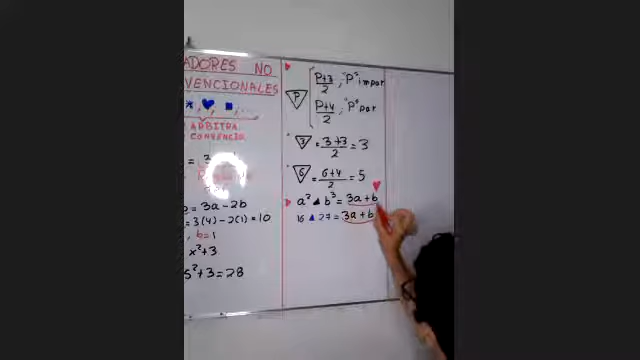 ADORES NO
VENCIONALES
ARBITRA
CONVENCIO
= 3a - 2b
= 3(4) - 2(1) = 10
b = 1
x² + 3
5² + 3 = 28
P P+3/2 ; "P" impar
P+4/2 ; "P" par
3 = 3+3/2 = 3
6 = 6+4/2 = 5
a² ▲ b³ = 3a + b
16 ▲ 27 = 3a + b